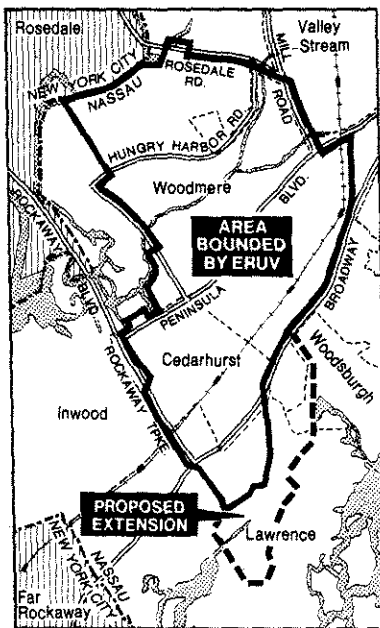 Rosedale
Valley
Stream
NEW YORK CITY
NASSAU
ROSEDALE
RD.
MILL
ROAD
HUNGRY HARBOR RD.
Woodmere
BLVD.
AREA
BOUNDED
BY ERUV
ROCKAWAY
BLVD.
PENINSULA
BROADWAY
Woodsburgh
Cedarhurst
ROCKAWAY TPKE.
Inwood
PROPOSED
EXTENSION
Lawrence
NASSAU
NEW YORK CITY
Far
Rockaway